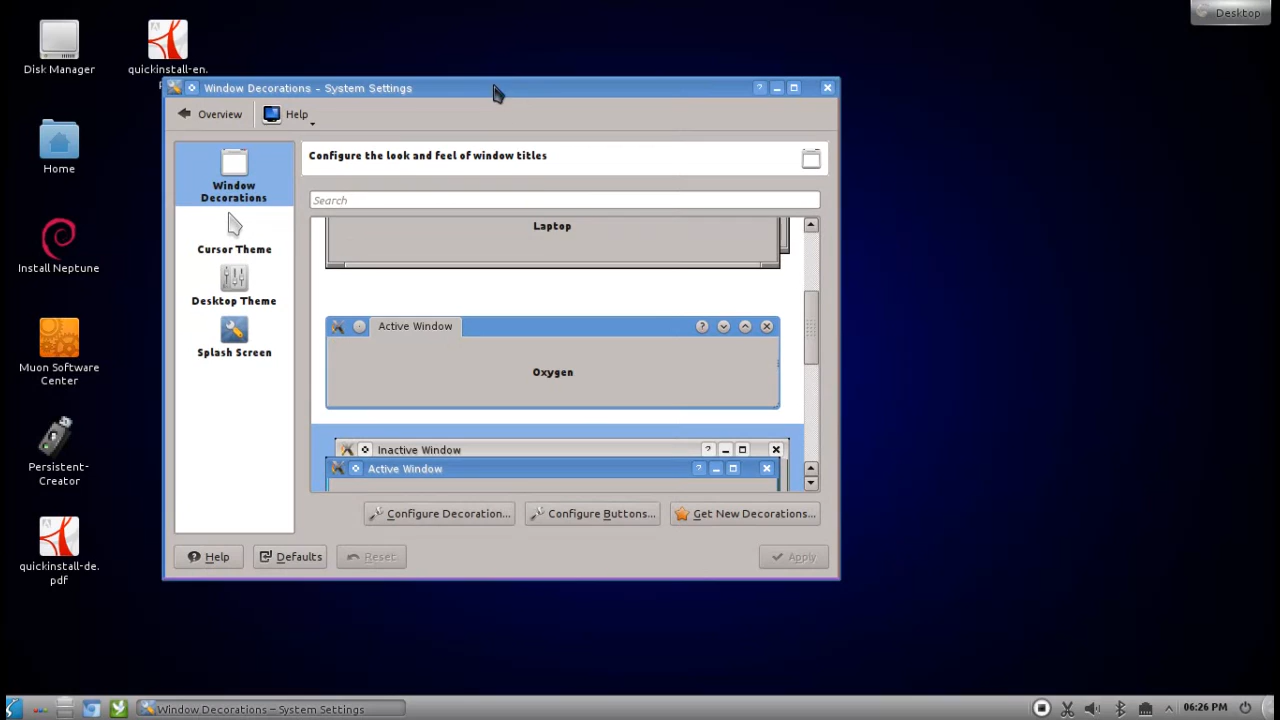 Desktop
Disk Manager
quickinstall-en.
Home
Install Neptune
Muon Software
Center
Persistent-
Creator
quickinstall-de.
pdf
Window Decorations - System Settings
?
Overview
Help
Window
Decorations
Cursor Theme
Desktop Theme
Splash Screen
Configure the look and feel of window titles
Search
Laptop
Active Window
?
Oxygen
Inactive Window
?
Active Window
?
Configure Decoration...
Configure Buttons...
Get New Decorations...
Help
Defaults
Reset
Apply
Window Decorations – System Settings
06:26 PM